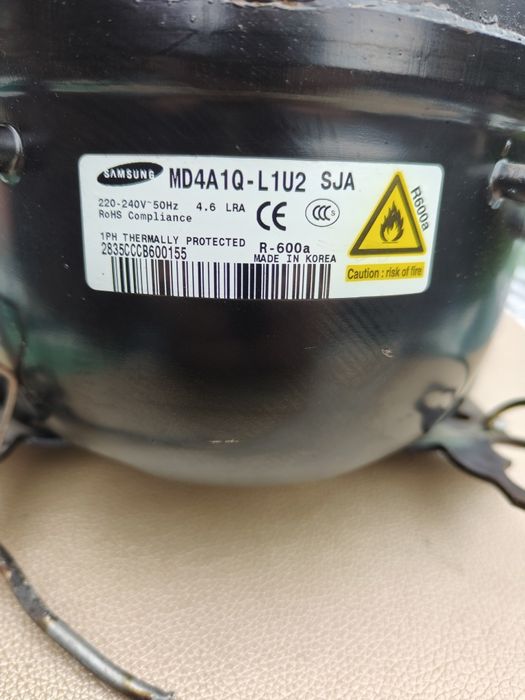 SAMSUNG MD4A1Q-L1U2 SJA
220-240V~50Hz 4.6 LRA
RoHS Compliance
CE CCC
1PH THERMALLY PROTECTED R-600a
2835CCCB600155 MADE IN KOREA
R600a
Caution : risk of fire